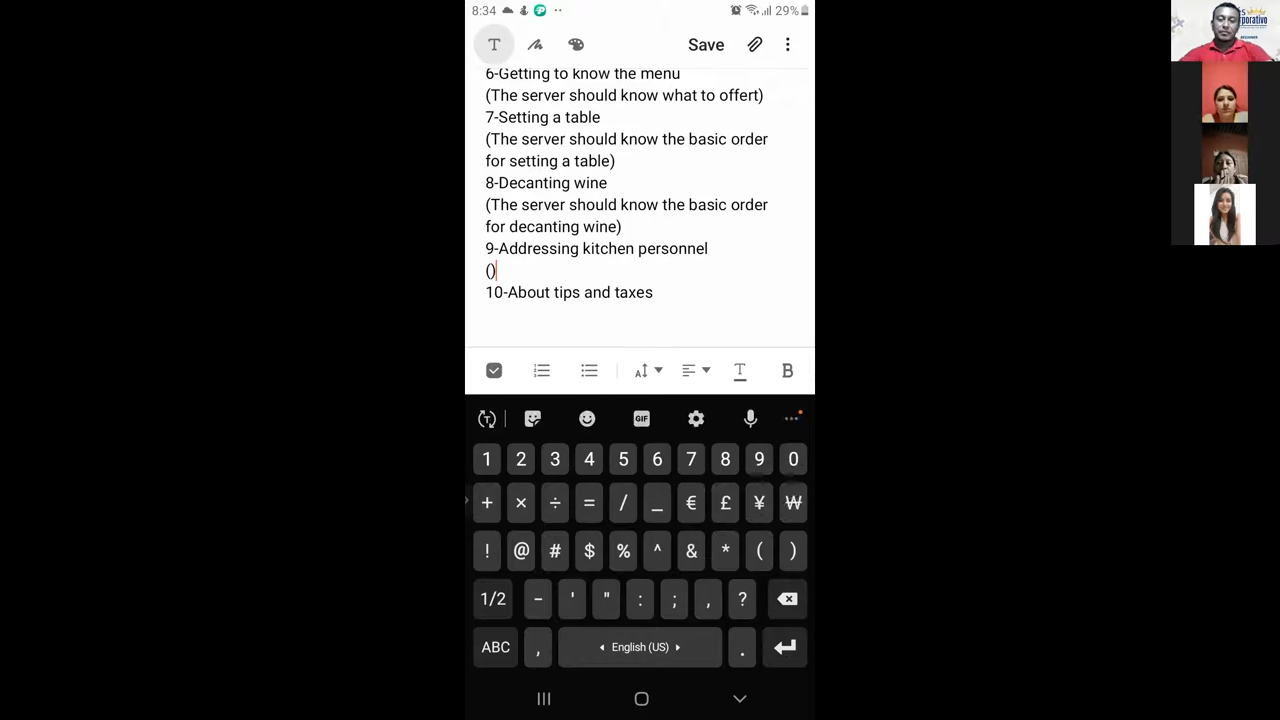 8:34
29%
T
Save
6-Getting to know the menu
(The server should know what to offert)
7-Setting a table
(The server should know the basic order
for setting a table)
8-Decanting wine
(The server should know the basic order
for decanting wine)
9-Addressing kitchen personnel
()
10-About tips and taxes
T
B
T
GIF
1 2 3 4 5 6 7 8 9 0
+ × ÷ = / _ € £ ¥ ₩
! @ # $ % ^ & * ( )
1/2 - ' " : ; , ?
ABC , English (US) .